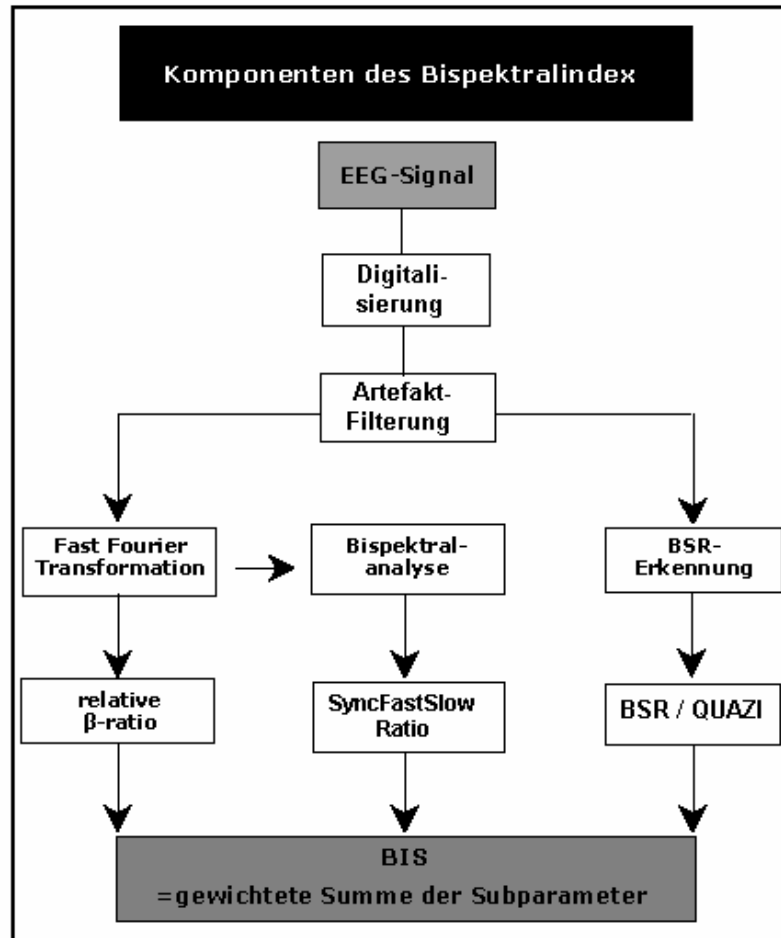 Komponenten des Bispektralindex
EEG-Signal
Digitali-
sierung
Artefakt-
Filterung
Fast Fourier
Transformation
Bispektral-
analyse
BSR-
Erkennung
relative
β-ratio
SyncFastSlow
Ratio
BSR / QUAZI
BIS
=gewichtete Summe der Subparameter